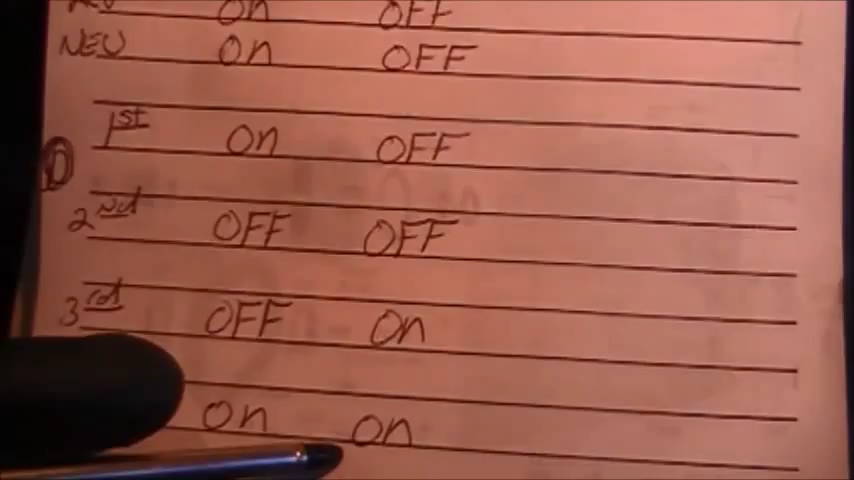 On OFF
NEU On OFF
1st On OFF
D
2nd OFF OFF
3rd OFF On
On On